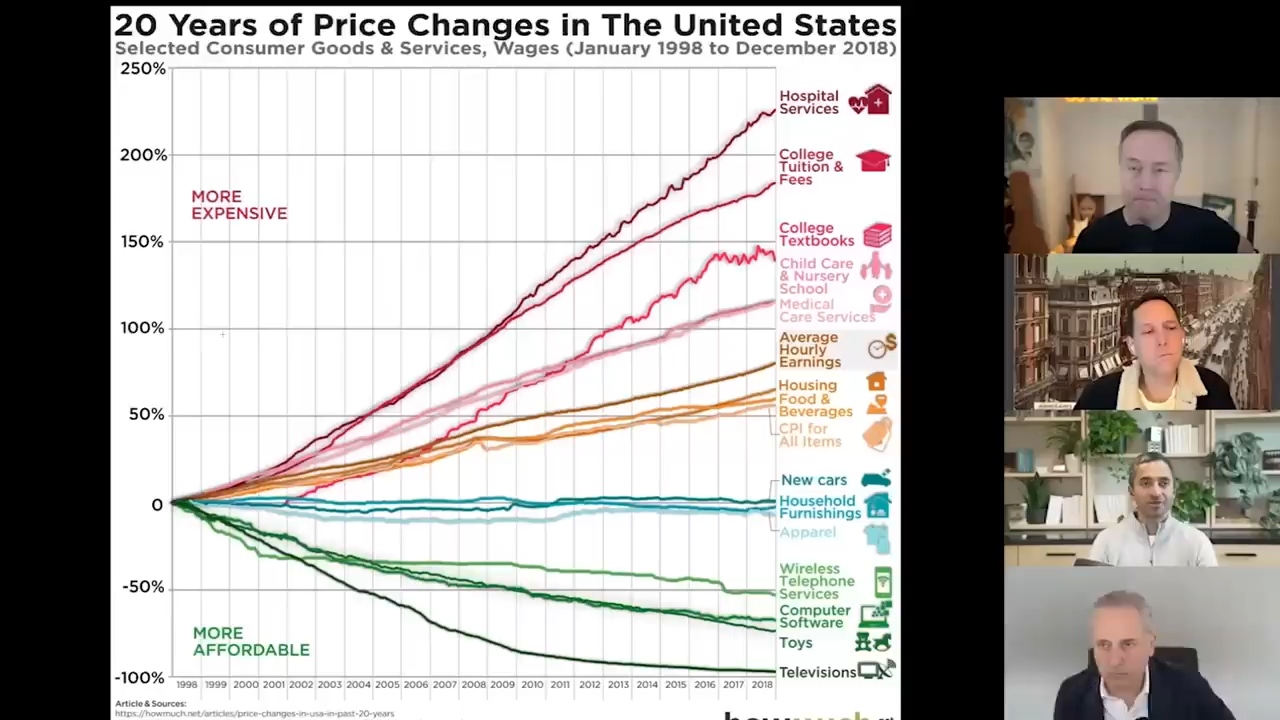 20 Years of Price Changes in The United States
Selected Consumer Goods & Services, Wages (January 1998 to December 2018)
250%
200%
150%
100%
50%
0
-50%
-100%
MORE
EXPENSIVE
MORE
AFFORDABLE
Hospital
Services
College
Tuition &
Fees
College
Textbooks
Child Care
& Nursery
School
Medical
Care Services
Average
Hourly
Earnings
Housing
Food &
Beverages
CPI for
All Items
New cars
Household
Furnishings
Apparel
Wireless
Telephone
Services
Computer
Software
Toys
Televisions
1998 1999 2000 2001 2002 2003 2004 2005 2006 2007 2008 2009 2010 2011 2012 2013 2014 2015 2016 2017 2018
Article & Sources:
https://howmuch.net/articles/price-changes-in-usa-in-past-20-years